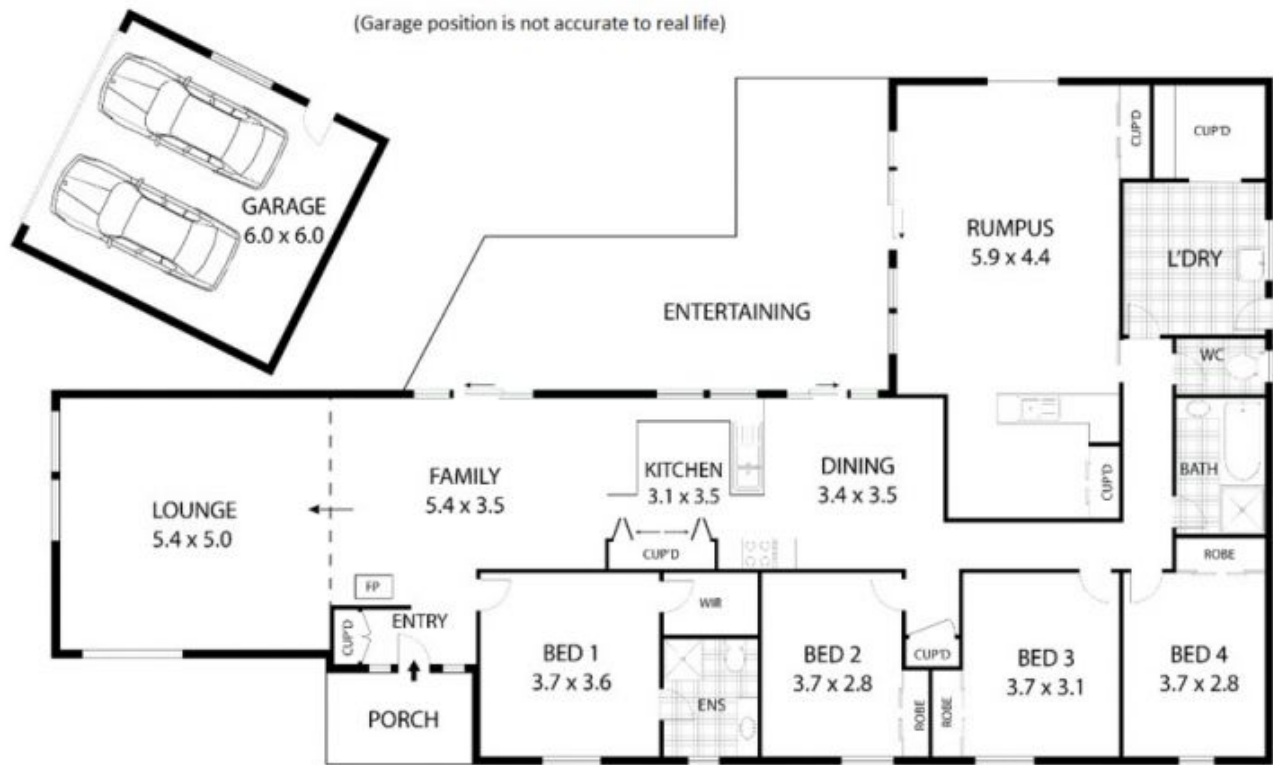 (Garage position is not accurate to real life)
GARAGE
6.0 x 6.0
CUP'D
CUP'D
RUMPUS
5.9 x 4.4
L'DRY
ENTERTAINING
WC
FAMILY
5.4 x 3.5
KITCHEN
3.1 x 3.5
DINING
3.4 x 3.5
BATH
CUP'D
LOUNGE
5.4 x 5.0
CUP'D
ROBE
FP
ENTRY
CUP'D
WIR
BED 1
3.7 x 3.6
BED 2
3.7 x 2.8
CUP'D
BED 3
3.7 x 3.1
BED 4
3.7 x 2.8
ENS
ROBE
ROBE
PORCH